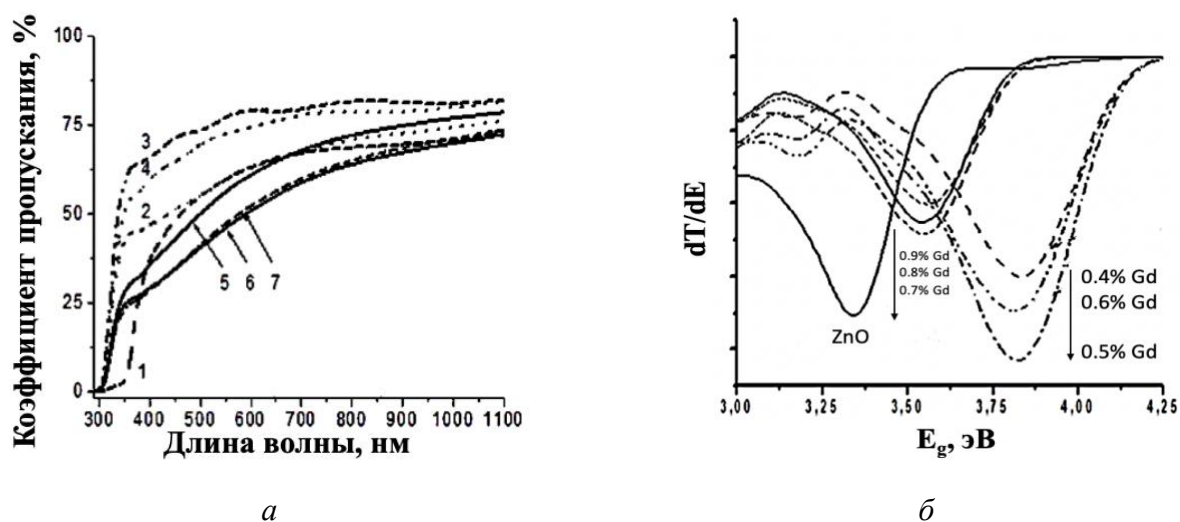 Коэффициент пропускания, %
100
75
50
25
0
3
4
2
1
5 6 7
300 400 500 600 700 800 900 1000 1100
Длина волны, нм
а
dT/dE
ZnO
0.9% Gd
0.8% Gd
0.7% Gd
0.4% Gd
0.6% Gd
0.5% Gd
3,00 3,25 3,50 3,75 4,00 4,25
Eg, эВ
б